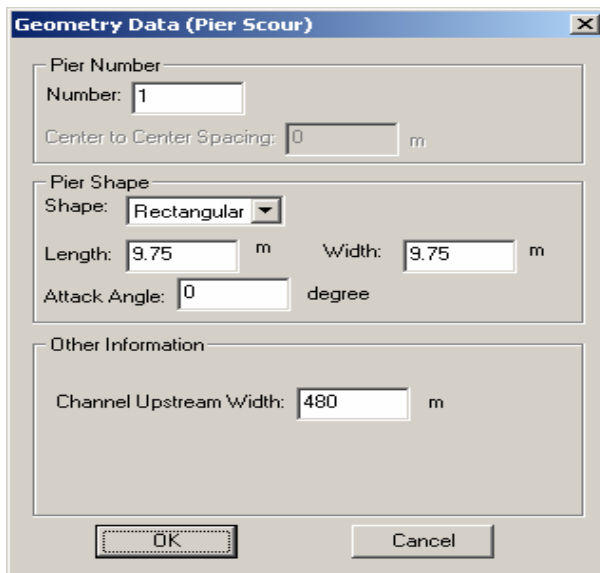 Geometry Data (Pier Scour)
Pier Number
Number: 1
Center to Center Spacing: 0 m
Pier Shape
Shape: Rectangular
Length: 9.75 m Width: 9.75 m
Attack Angle: 0 degree
Other Information
Channel Upstream Width: 480 m
OK Cancel